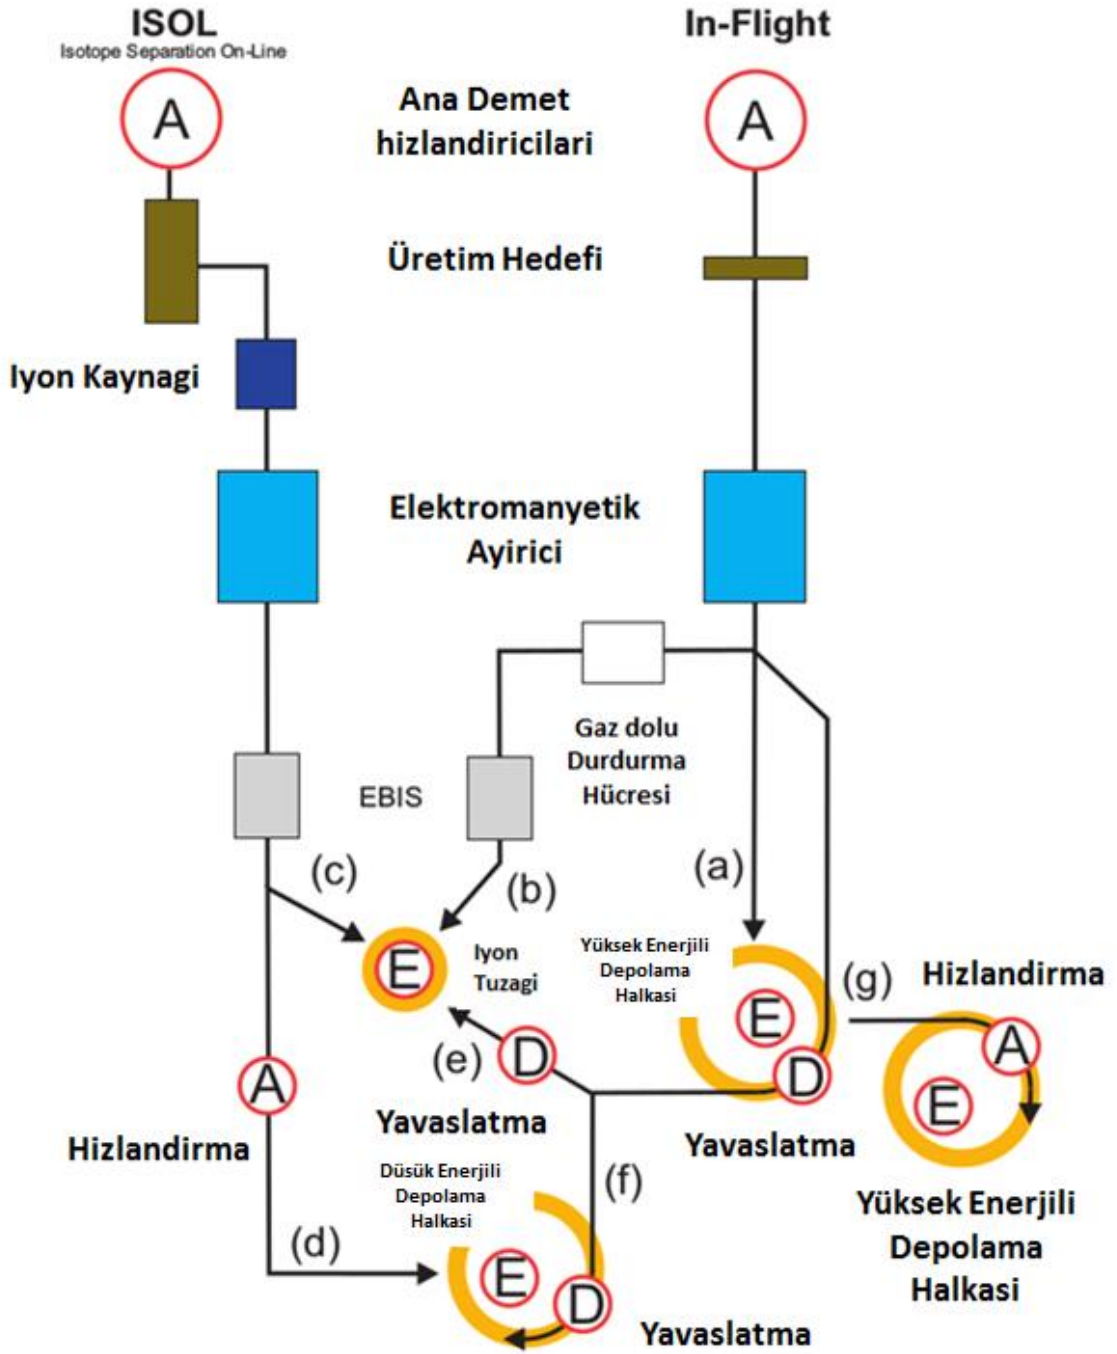 ISOL
Isotope Separation On-Line
In-Flight
A
A
Ana Demet
hizlandiricilari
Üretim Hedefi
Iyon Kaynagi
Elektromanyetik
Ayirici
Gaz dolu
Durdurma
Hücresi
EBIS
(c)
(b)
(a)
E
Iyon
Tuzagi
Yüksek Enerjili
Depolama
Halkasi
E
(g)
Hizlandirma
A
E
D
(e)
D
A
Hizlandirma
Yavaslatma
Yavaslatma
Düsük Enerjili
Depolama
Halkasi
(f)
Yüksek Enerjili
Depolama
Halkasi
(d)
E
D
Yavaslatma